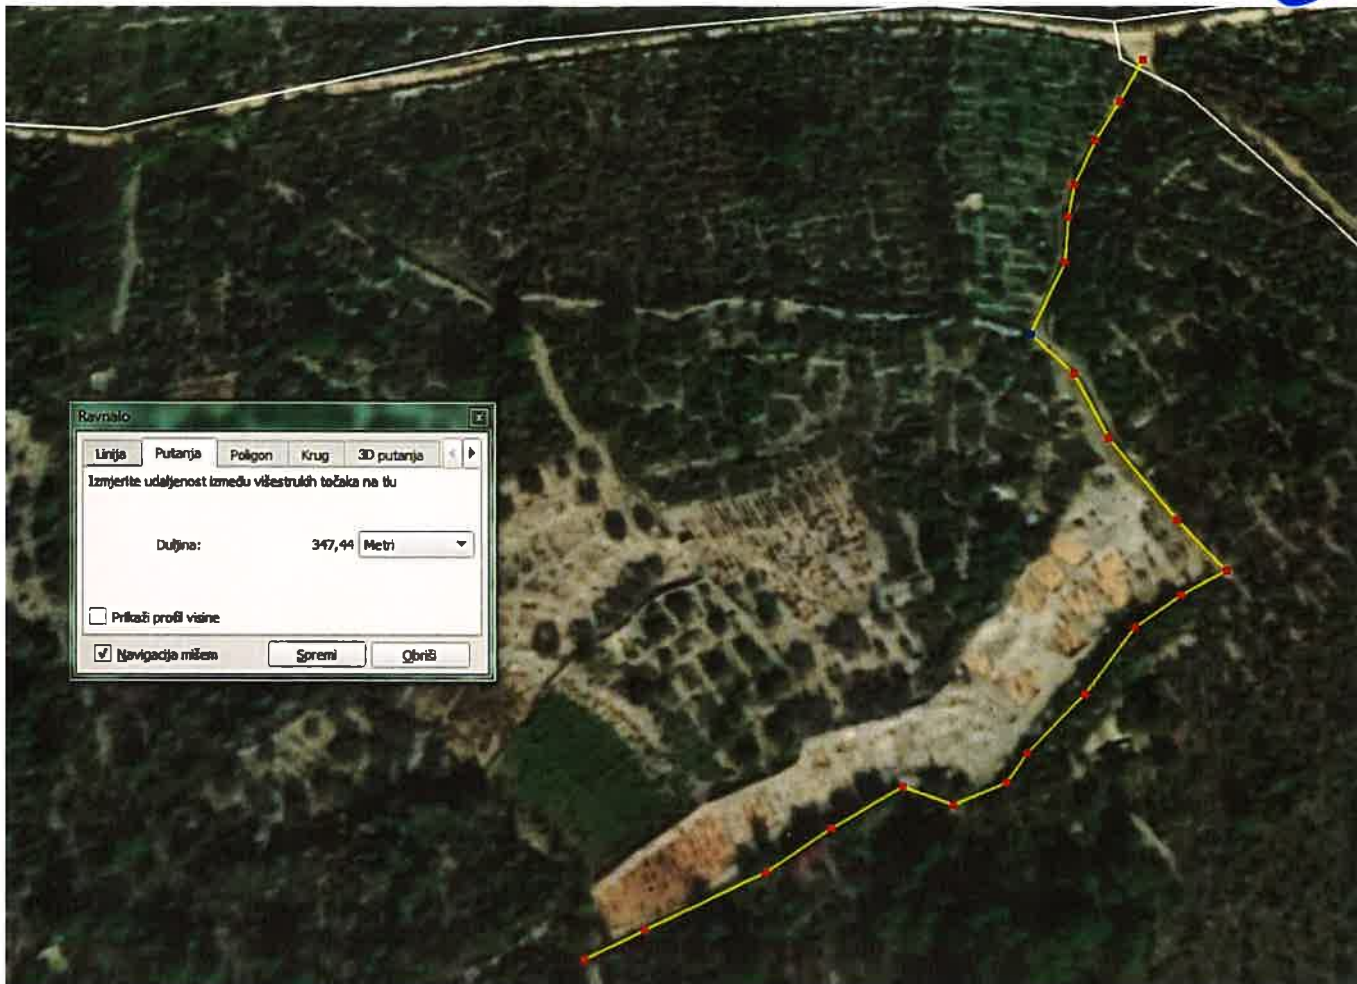 Ravnalo
Linija Putanja Poligon Krug 3D putanja
Izmjerite udaljenost između višestrukih točaka na tlu
Duljina: 347,44 Metri
Prikaži profil visine
Navigacija mišem Spremi Obriši